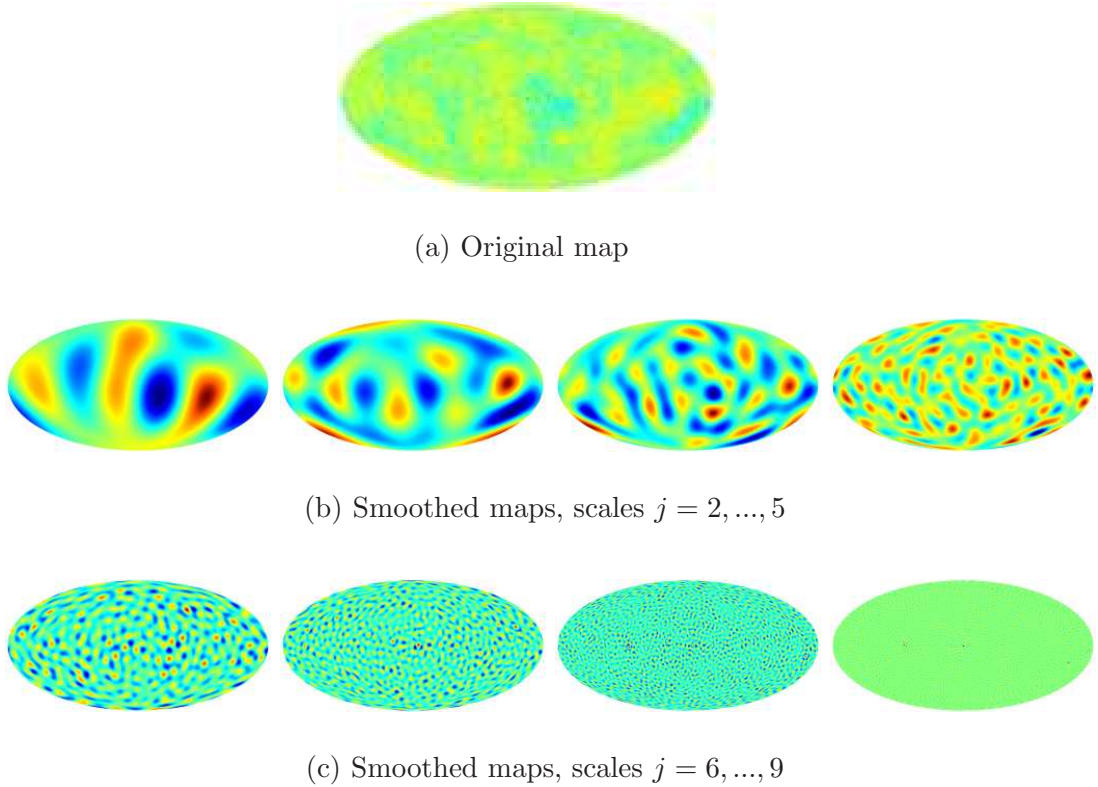 (a) Original map
(b) Smoothed maps, scales j = 2, ..., 5
(c) Smoothed maps, scales j = 6, ..., 9